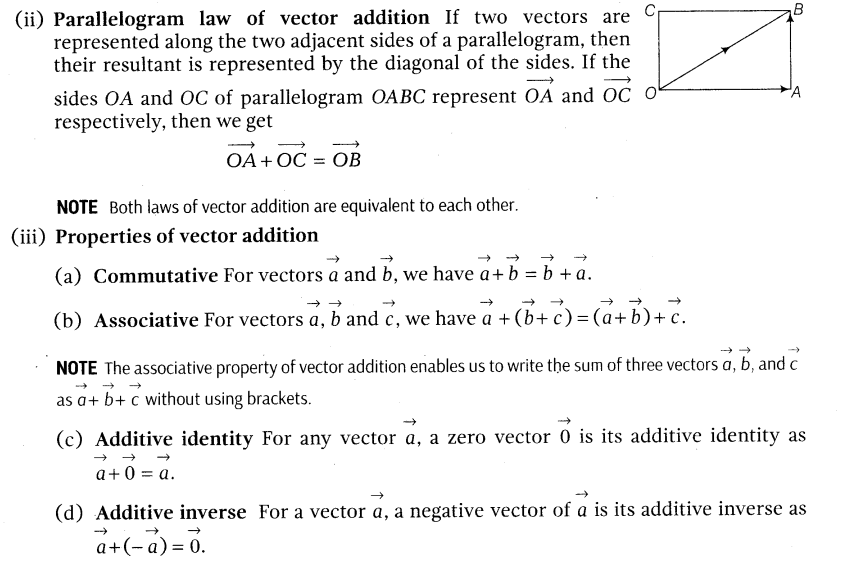 (ii) Parallelogram law of vector addition If two vectors are
represented along the two adjacent sides of a parallelogram, then
their resultant is represented by the diagonal of the sides. If the
sides OA and OC of parallelogram OABC represent $\overrightarrow{OA}$ and $\overrightarrow{OC}$
respectively, then we get
$\overrightarrow{OA} + \overrightarrow{OC} = \overrightarrow{OB}$
C B
O A
NOTE Both laws of vector addition are equivalent to each other.
(iii) Properties of vector addition
(a) Commutative For vectors $\vec{a}$ and $\vec{b}$, we have $\vec{a} + \vec{b} = \vec{b} + \vec{a}$.
(b) Associative For vectors $\vec{a}$, $\vec{b}$ and $\vec{c}$, we have $\vec{a} + (\vec{b} + \vec{c}) = (\vec{a} + \vec{b}) + \vec{c}$.
NOTE The associative property of vector addition enables us to write the sum of three vectors $\vec{a}$, $\vec{b}$, and $\vec{c}$
as $\vec{a} + \vec{b} + \vec{c}$ without using brackets.
(c) Additive identity For any vector $\vec{a}$, a zero vector $\vec{0}$ is its additive identity as
$\vec{a} + \vec{0} = \vec{a}$.
(d) Additive inverse For a vector $\vec{a}$, a negative vector of $\vec{a}$ is its additive inverse as
$\vec{a} + (-\vec{a}) = \vec{0}$.